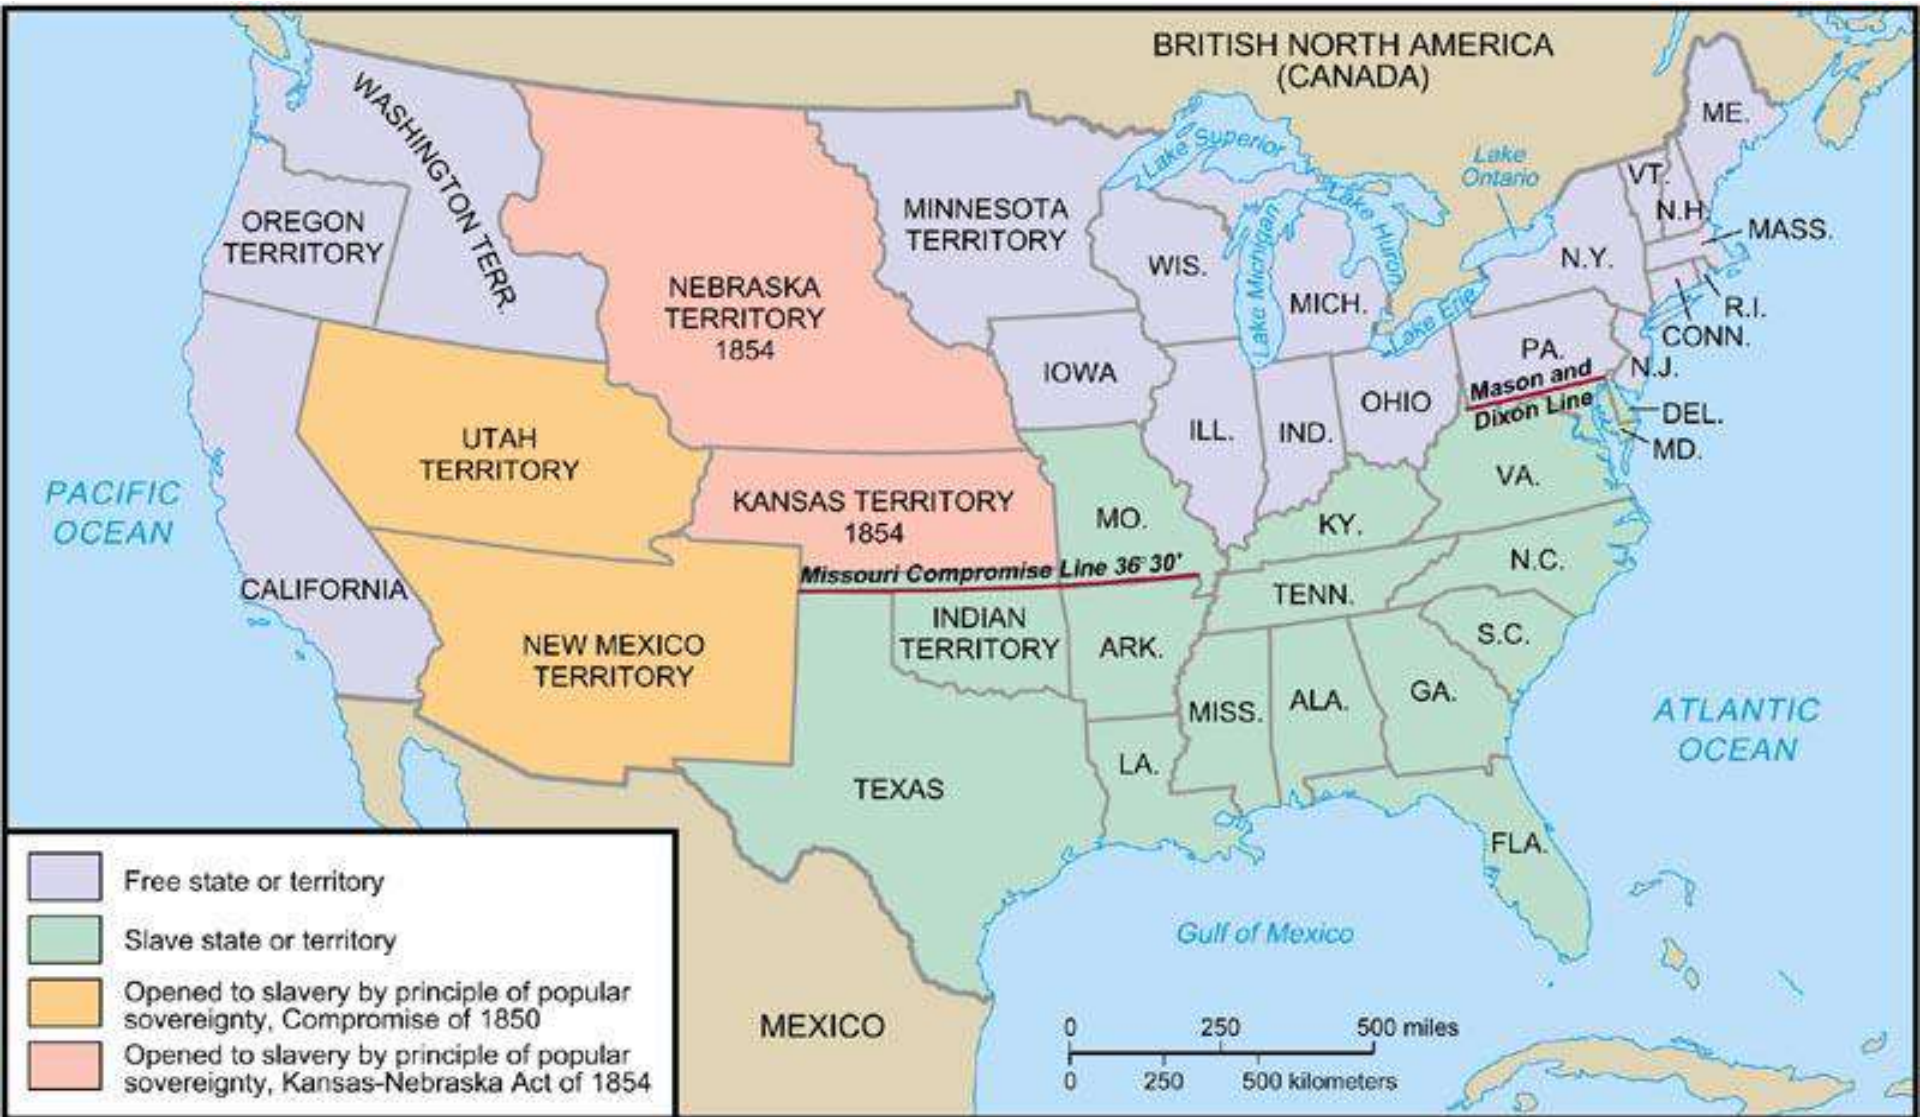 BRITISH NORTH AMERICA
(CANADA)
WASHINGTON TERR.
OREGON
TERRITORY
NEBRASKA
TERRITORY
1854
MINNESOTA
TERRITORY
Lake Superior
Lake Michigan
Lake Huron
Lake
Ontario
Lake Erie
ME.
VT.
N.H.
MASS.
N.Y.
R.I.
CONN.
WIS.
MICH.
IOWA
ILL.
IND.
OHIO
PA.
N.J.
Mason and
Dixon Line
DEL.
MD.
PACIFIC
OCEAN
UTAH
TERRITORY
KANSAS TERRITORY
1854
MO.
KY.
VA.
CALIFORNIA
Missouri Compromise Line 36°30'
NEW MEXICO
TERRITORY
INDIAN
TERRITORY
ARK.
TENN.
N.C.
S.C.
MISS.
ALA.
GA.
ATLANTIC
OCEAN
TEXAS
LA.
FLA.
Gulf of Mexico
MEXICO
Free state or territory
Slave state or territory
Opened to slavery by principle of popular
sovereignty, Compromise of 1850
Opened to slavery by principle of popular
sovereignty, Kansas-Nebraska Act of 1854
0 250 500 miles
0 250 500 kilometers